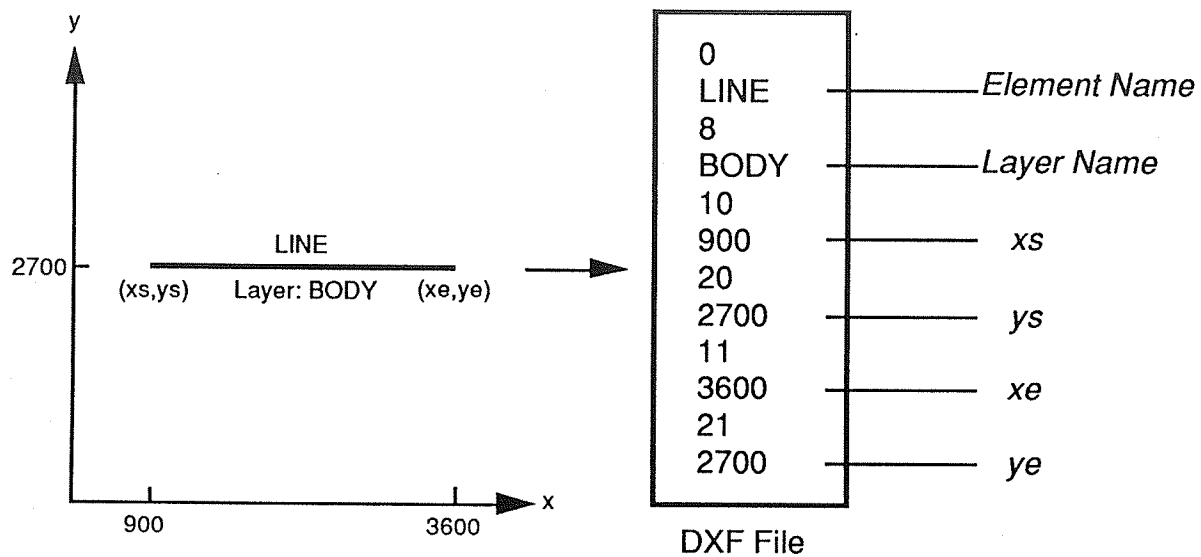 y
2700
LINE
(xs,ys) Layer: BODY (xe,ye)
900
3600
x
0
LINE Element Name
8
BODY Layer Name
10
900 xs
20
2700 ys
11
3600 xe
21
2700 ye
DXF File